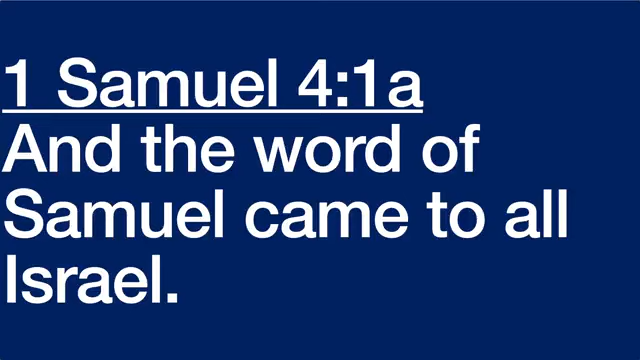 1 Samuel 4:1a
And the word of
Samuel came to all
Israel.